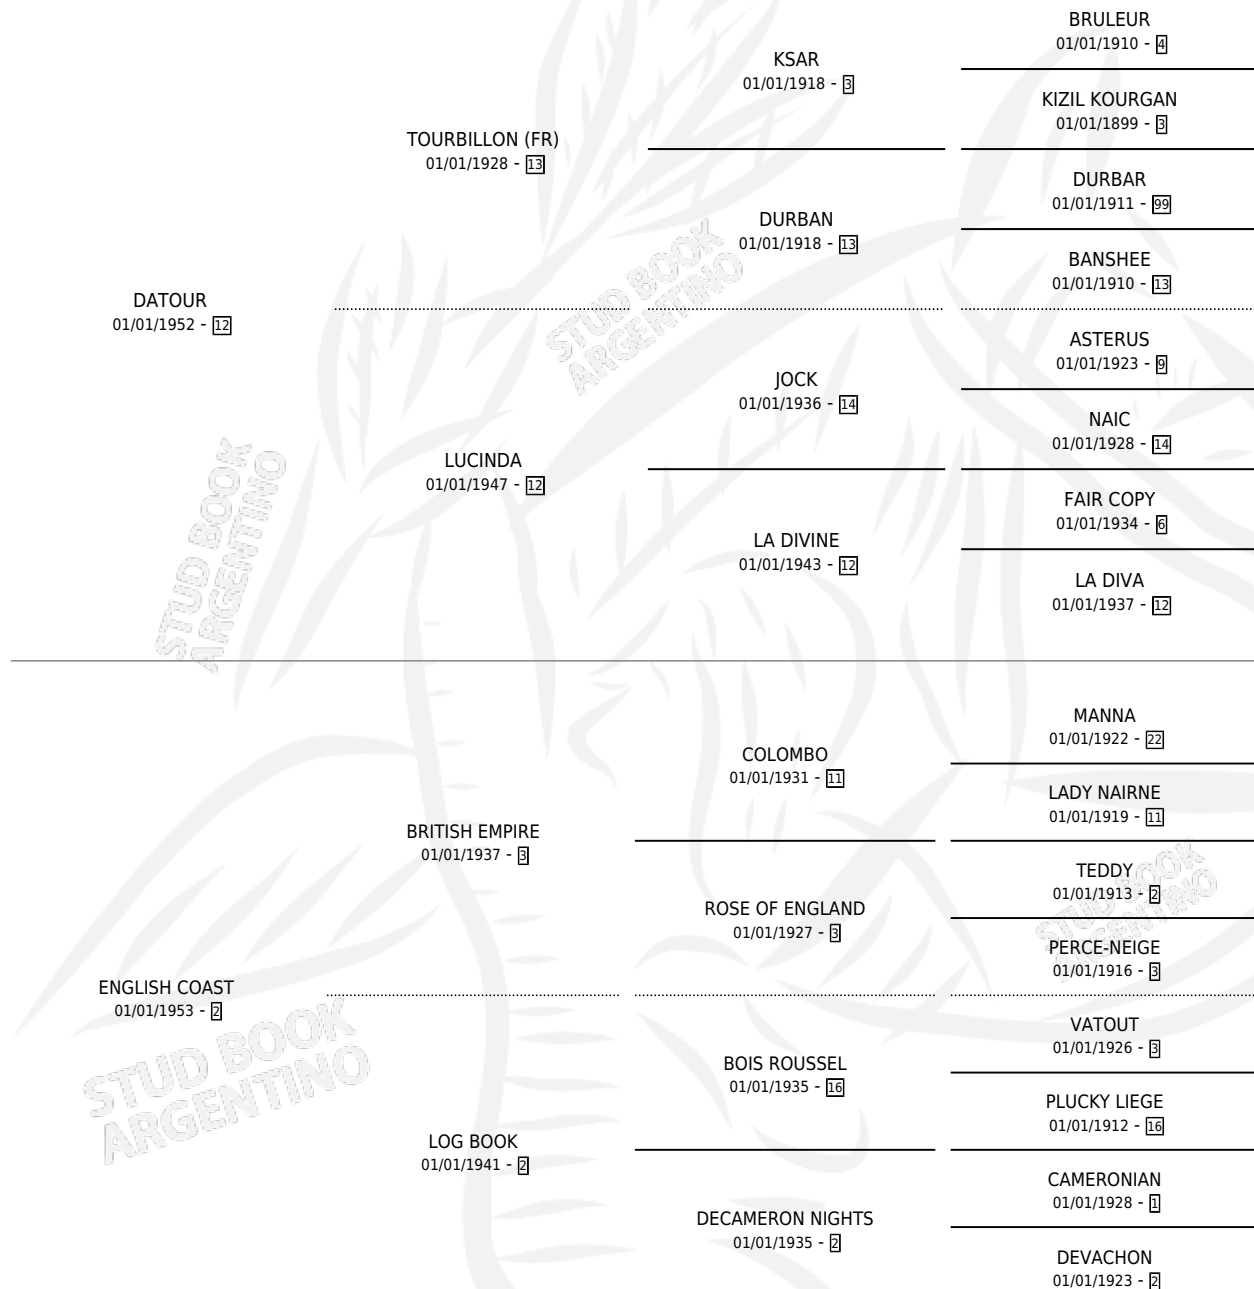 BRULEUR
01/01/1910 - 4
KSAR
01/01/1918 - 3
KIZIL KOURGAN
01/01/1899 - 3
TOURBILLON (FR)
01/01/1928 - 13
DURBAR
01/01/1911 - 99
DURBAN
01/01/1918 - 13
BANSHEE
01/01/1910 - 13
DATOUR
01/01/1952 - 12
ASTERUS
01/01/1923 - 9
JOCK
01/01/1936 - 14
NAIC
01/01/1928 - 14
LUCINDA
01/01/1947 - 12
FAIR COPY
01/01/1934 - 6
LA DIVINE
01/01/1943 - 12
LA DIVA
01/01/1937 - 12
MANNA
01/01/1922 - 22
COLOMBO
01/01/1931 - 11
LADY NAIRNE
01/01/1919 - 11
BRITISH EMPIRE
01/01/1937 - 3
TEDDY
01/01/1913 - 2
ROSE OF ENGLAND
01/01/1927 - 3
PERCE-NEIGE
01/01/1916 - 3
ENGLISH COAST
01/01/1953 - 2
VATOUT
01/01/1926 - 3
BOIS ROUSSEL
01/01/1935 - 16
PLUCKY LIEGE
01/01/1912 - 16
LOG BOOK
01/01/1941 - 2
CAMERONIAN
01/01/1928 - 1
DECAMERON NIGHTS
01/01/1935 - 2
DEVACHON
01/01/1923 - 2
STUD BOOK
ARGENTINO
STUD BOOK
ARGENTINO
STUD BOOK
ARGENTINO
STUD BOOK
ARGENTINO